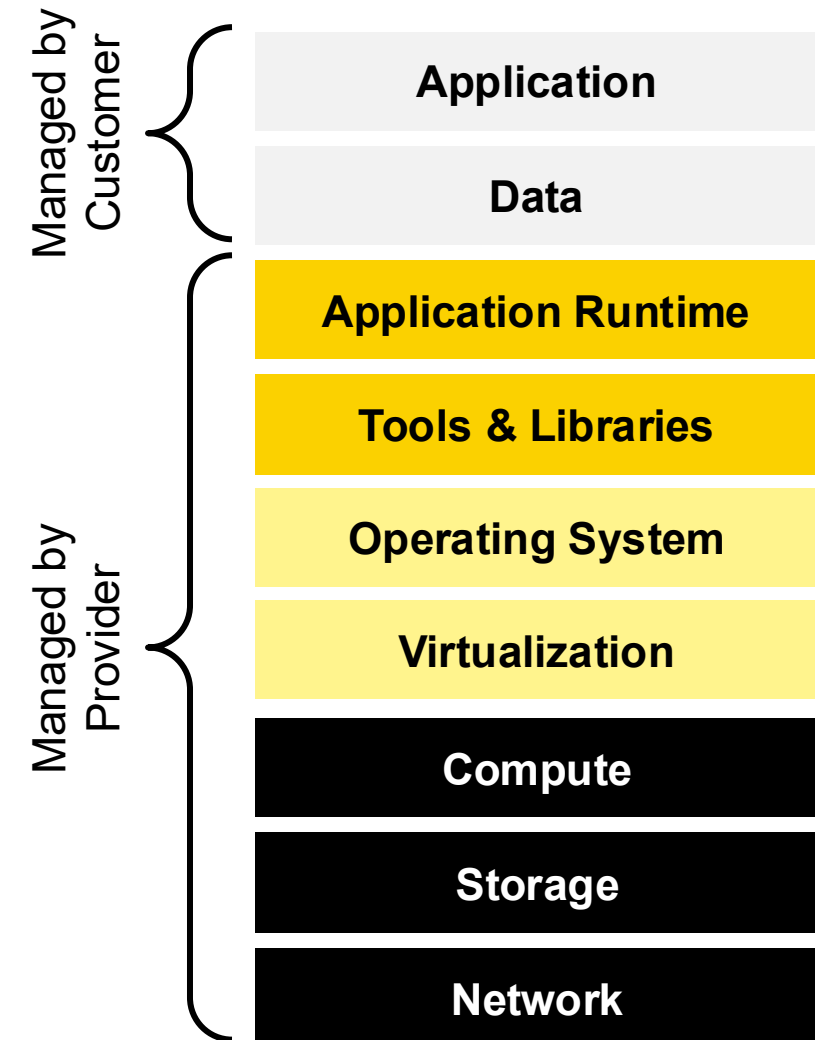 Managed by
Customer
Application
Data
Managed by
Provider
Application Runtime
Tools & Libraries
Operating System
Virtualization
Compute
Storage
Network